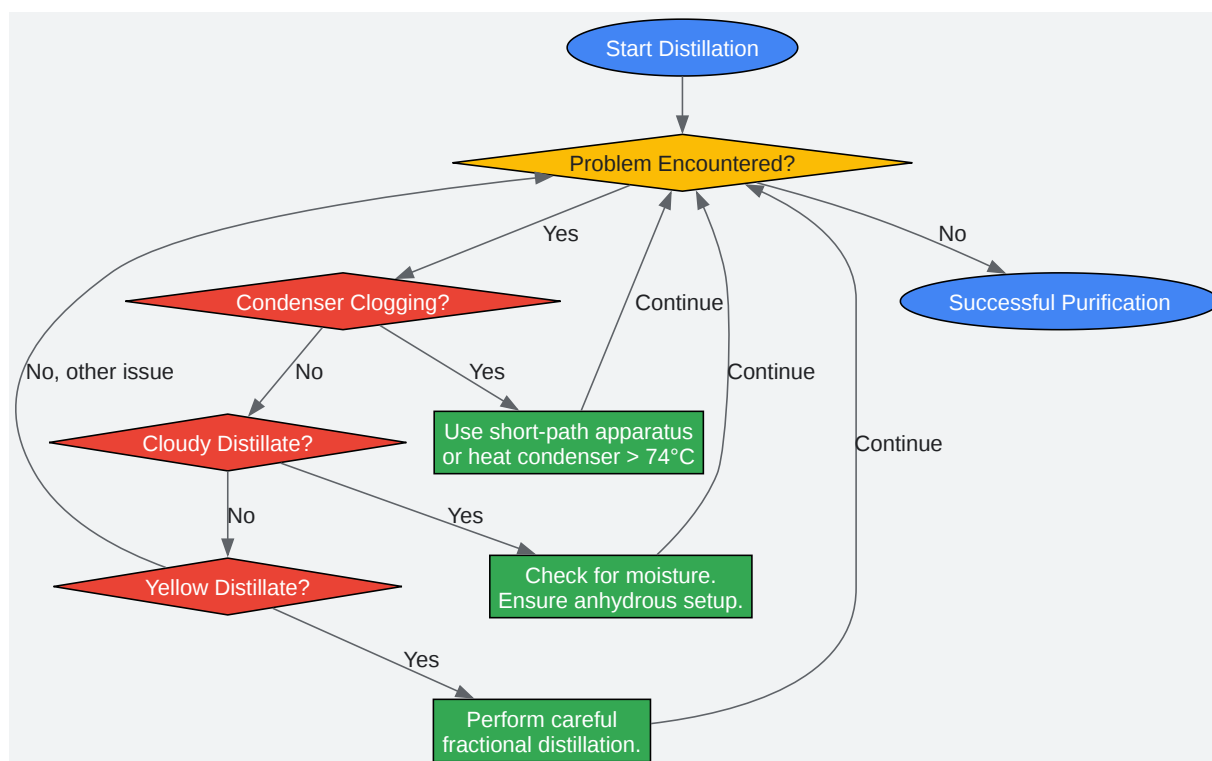 Start Distillation
Problem Encountered?
Yes
No
Condenser Clogging?
Continue
Successful Purification
No, other issue
No
Yes
Continue
Cloudy Distillate?
Use short-path apparatus
or heat condenser > 74°C
Continue
No
Yes
Yellow Distillate?
Check for moisture.
Ensure anhydrous setup.
Yes
Perform careful
fractional distillation.